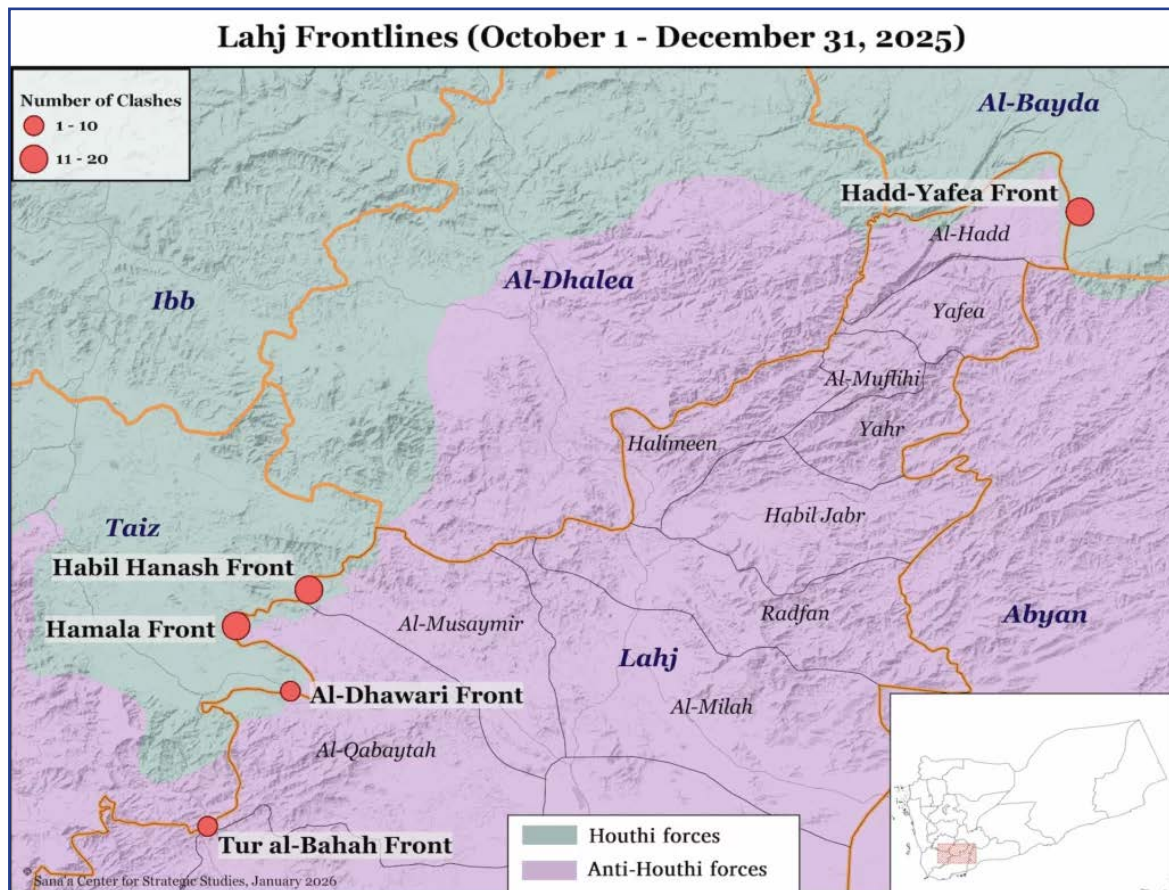 Lahj Frontlines (October 1 - December 31, 2025)
Number of Clashes
1 - 10
11 - 20
Al-Bayda
Hadd-Yafea Front
Al-Hadd
Al-Dhalea
Ibb
Yafea
Al-Muflihi
Halimeen
Yahr
Taiz
Habil Jabr
Habil Hanash Front
Hamala Front
Al-Musaymir
Radfan
Abyan
Lahj
Al-Dhawari Front
Al-Milah
Al-Qabaytah
Tur al-Bahah Front
Houthi forces
Anti-Houthi forces
Sana'a Center for Strategic Studies, January 2026